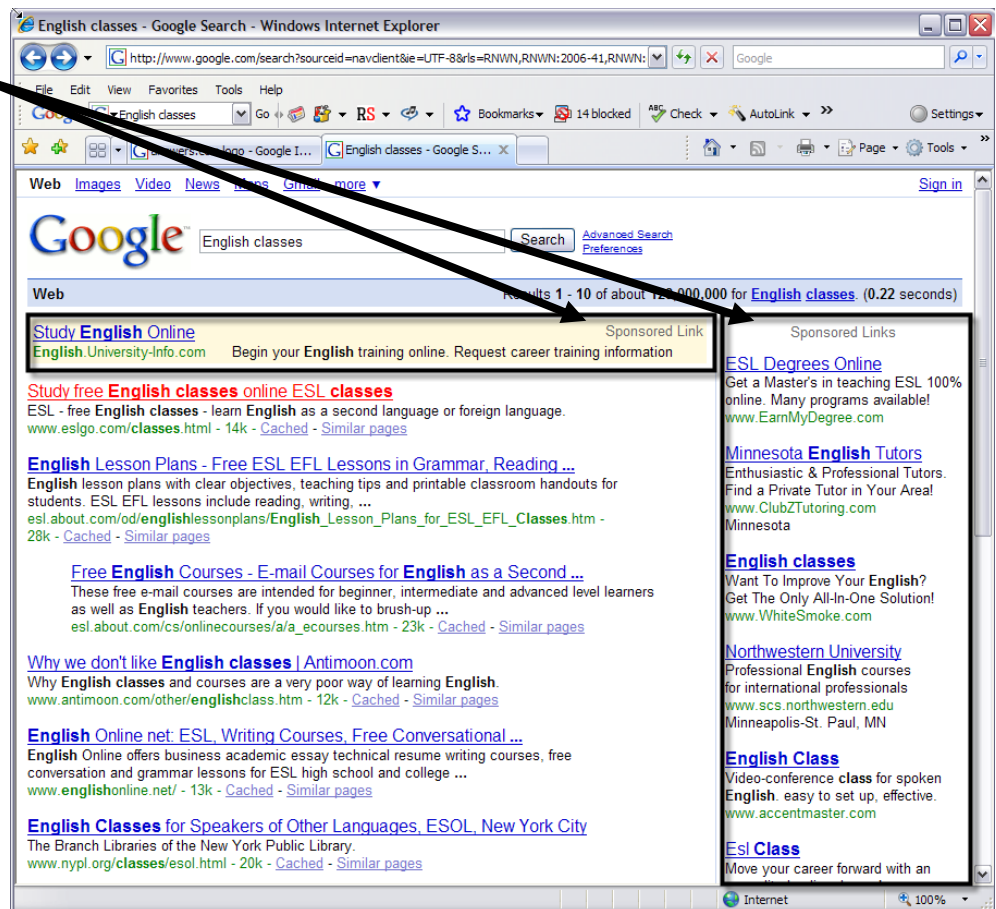 English classes - Google Search - Windows Internet Explorer
http://www.google.com/search?sourceid=navclient&ie=UTF-8&rls=RNWN,RNWN:2006-41,RNWN:
Google
File Edit View Favorites Tools Help
English classes Go RS Bookmarks 14 blocked Check AutoLink Settings
logo - Google I... English classes - Google S... X Page Tools
Web Images Video News Maps Gmail more Sign in
Google English classes Search Advanced Search
Preferences
Web Results 1 - 10 of about 120,000,000 for English classes. (0.22 seconds)
Study English Online Sponsored Link
English.University-Info.com Begin your English training online. Request career training information
Study free English classes online ESL classes
ESL - free English classes - learn English as a second language or foreign language.
www.eslgo.com/classes.html - 14k - Cached - Similar pages
English Lesson Plans - Free ESL EFL Lessons in Grammar, Reading ...
English lesson plans with clear objectives, teaching tips and printable classroom handouts for
students. ESL EFL lessons include reading, writing, ...
esl.about.com/od/englishlessonplans/English_Lesson_Plans_for_ESL_EFL_Classes.htm -
28k - Cached - Similar pages
Free English Courses - E-mail Courses for English as a Second ...
These free e-mail courses are intended for beginner, intermediate and advanced level learners
as well as English teachers. If you would like to brush-up ...
esl.about.com/cs/onlinecourses/a/a_ecourses.htm - 23k - Cached - Similar pages
Why we don't like English classes | Antimoon.com
Why English classes and courses are a very poor way of learning English.
www.antimoon.com/other/englishclass.htm - 12k - Cached - Similar pages
English Online net: ESL, Writing Courses, Free Conversational ...
English Online offers business academic essay technical resume writing courses, free
conversation and grammar lessons for ESL high school and college ...
www.englishonline.net/ - 13k - Cached - Similar pages
English Classes for Speakers of Other Languages, ESOL, New York City
The Branch Libraries of the New York Public Library.
www.nypl.org/classes/esol.html - 20k - Cached - Similar pages
Sponsored Links
ESL Degrees Online
Get a Master's in teaching ESL 100%
online. Many programs available!
www.EarnMyDegree.com
Minnesota English Tutors
Enthusiastic & Professional Tutors.
Find a Private Tutor in Your Area!
www.ClubZTutoring.com
Minnesota
English classes
Want To Improve Your English?
Get The Only All-In-One Solution!
www.WhiteSmoke.com
Northwestern University
Professional English courses
for international professionals
www.scs.northwestern.edu
Minneapolis-St. Paul, MN
English Class
Video-conference class for spoken
English. easy to set up, effective.
www.accentmaster.com
Esl Class
Move your career forward with an
Internet 100%